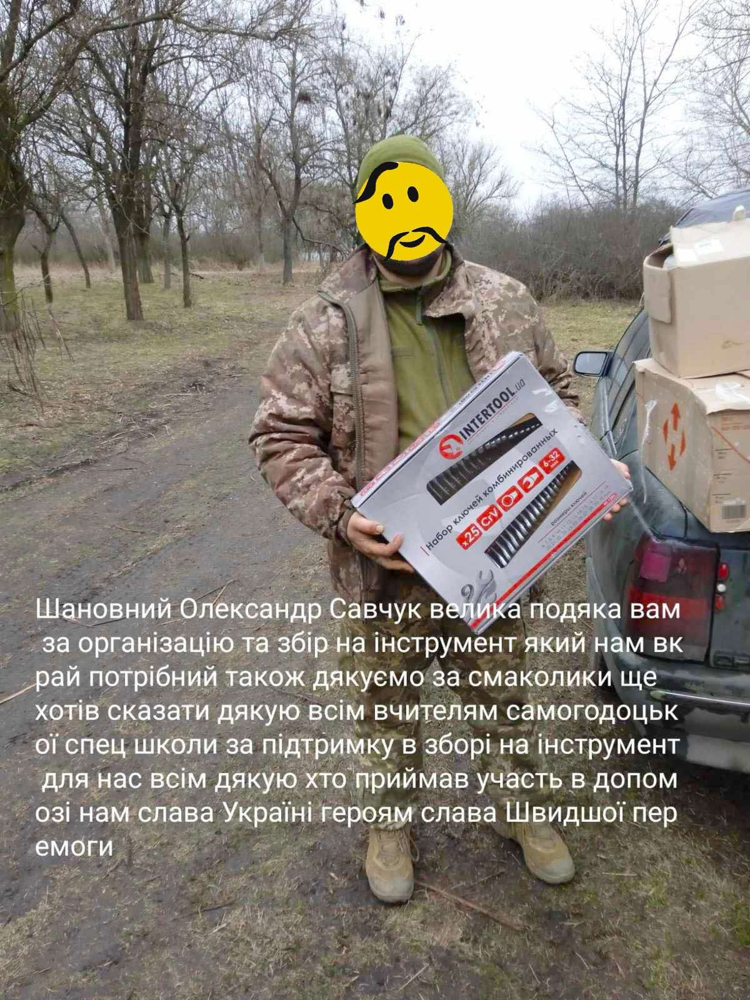 INTERTOOL.ua
Набор ключей комбинированных
x25
CrV
6-32
мм
размеры ключей
Шановний Олександр Савчук велика подяка вам
за організацію та збір на інструмент який нам вк
рай потрібний також дякуємо за смаколики ще
хотів сказати дякую всім вчителям самогодоцьк
ої спец школи за підтримку в зборі на інструмент
для нас всім дякую хто приймав участь в допом
озі нам слава Україні героям слава Швидшої пер
емоги